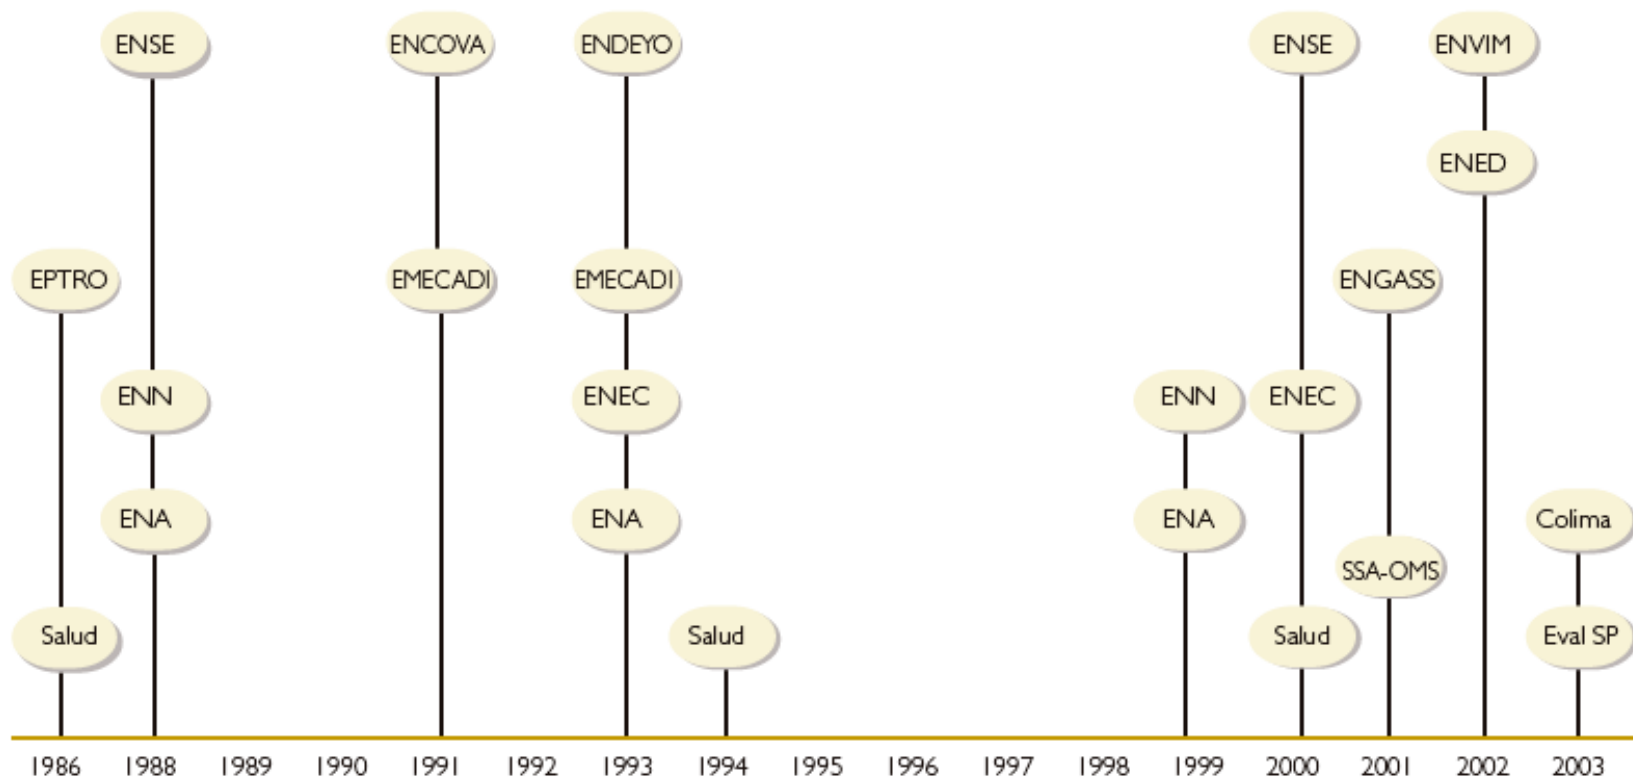 ENSE ENCOVA ENDEYO ENSE ENVIM
ENED
EPTRO EMECADI EMECADI ENGASS
ENN ENEC ENN ENEC
ENA ENA ENA Colima
SSA-OMS
Salud Salud Salud Eval SP
1986 1988 1989 1990 1991 1992 1993 1994 1995 1996 1997 1998 1999 2000 2001 2002 2003